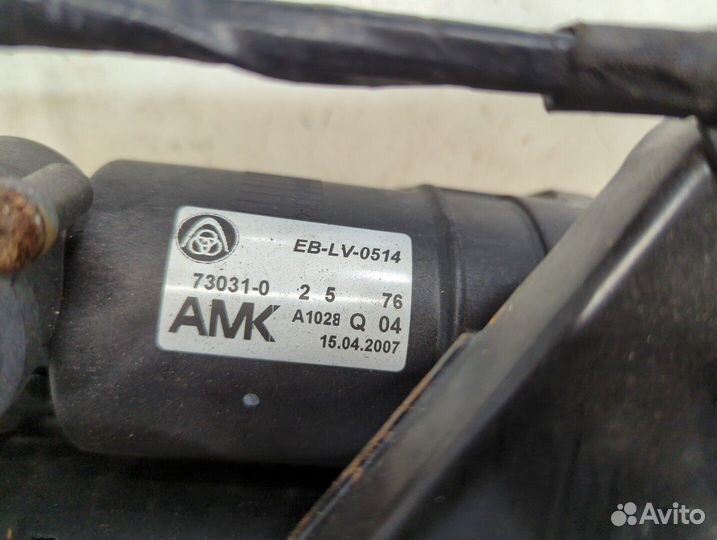 EB-LV-0514
73031-0 2 5 76
AMK A1028 Q 04
15.04.2007
Avito